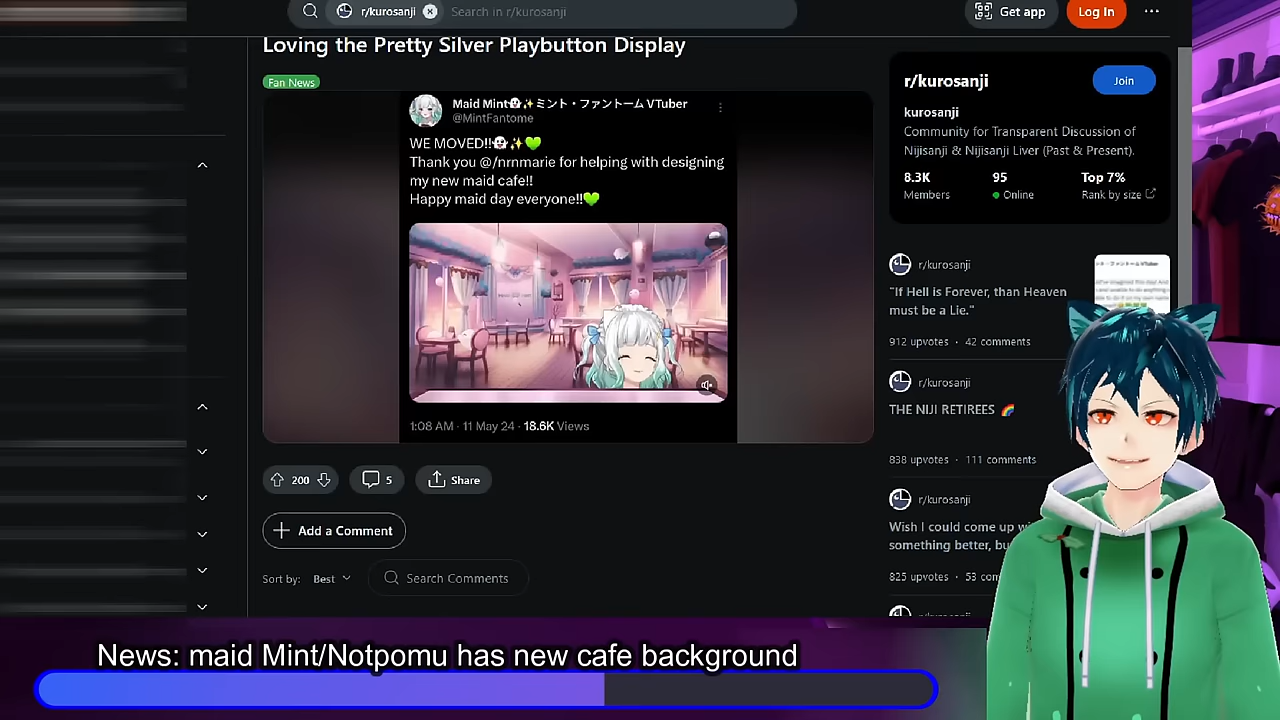 r/kurosanji
Search in r/kurosanji
Get app
Log In
Loving the Pretty Silver Playbutton Display
Fan News
Maid Mint👻✨ミント・ファントーム VTuber
@MintFantome
WE MOVED!!👻✨💚
Thank you @/nrnmarie for helping with designing
my new maid cafe!!
Happy maid day everyone!!💚
1:08 AM · 11 May 24 · 18.6K Views
200
5
Share
Add a Comment
Sort by: Best
Search Comments
r/kurosanji
Join
kurosanji
Community for Transparent Discussion of
Nijisanji & Nijisanji Liver (Past & Present).
8.3K 95 Top 7%
Members Online Rank by size
r/kurosanji
"If Hell is Forever, than Heaven
must be a Lie."
912 upvotes · 42 comments
r/kurosanji
THE NIJI RETIREES 🌈
838 upvotes · 111 comments
r/kurosanji
Wish I could come up
something better,
825 upvotes · 53
News: maid Mint/Notpomu has new cafe background